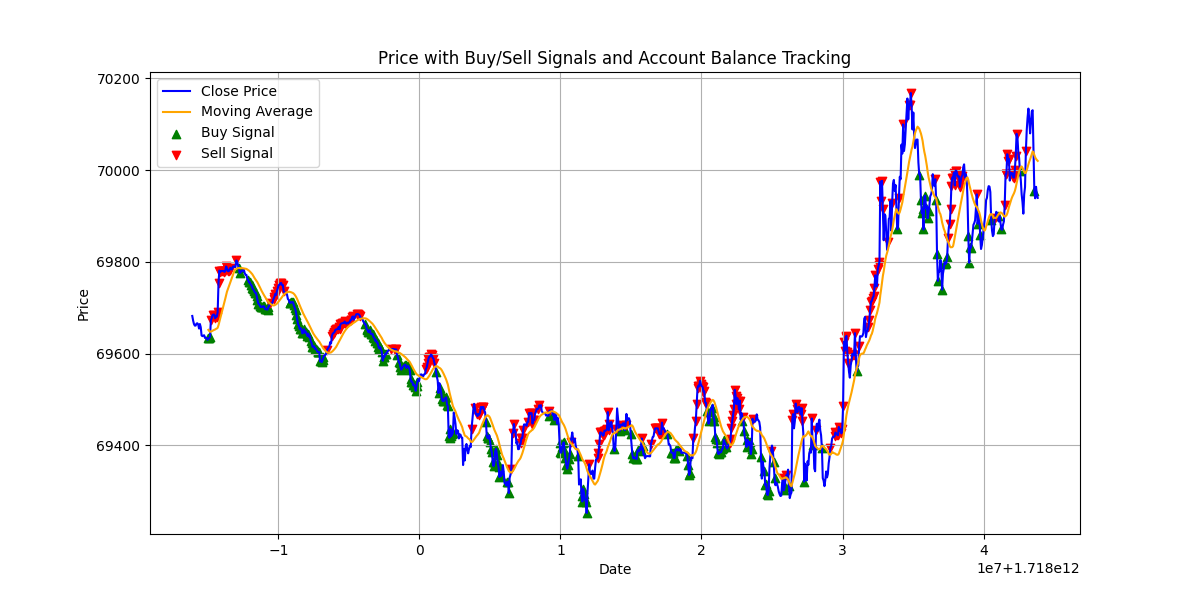 Price with Buy/Sell Signals and Account Balance Tracking
Close Price
Moving Average
Buy Signal
Sell Signal
Price
70200
70000
69800
69600
69400
−1
0
1
2
3
4
Date
1e7+1.718e12